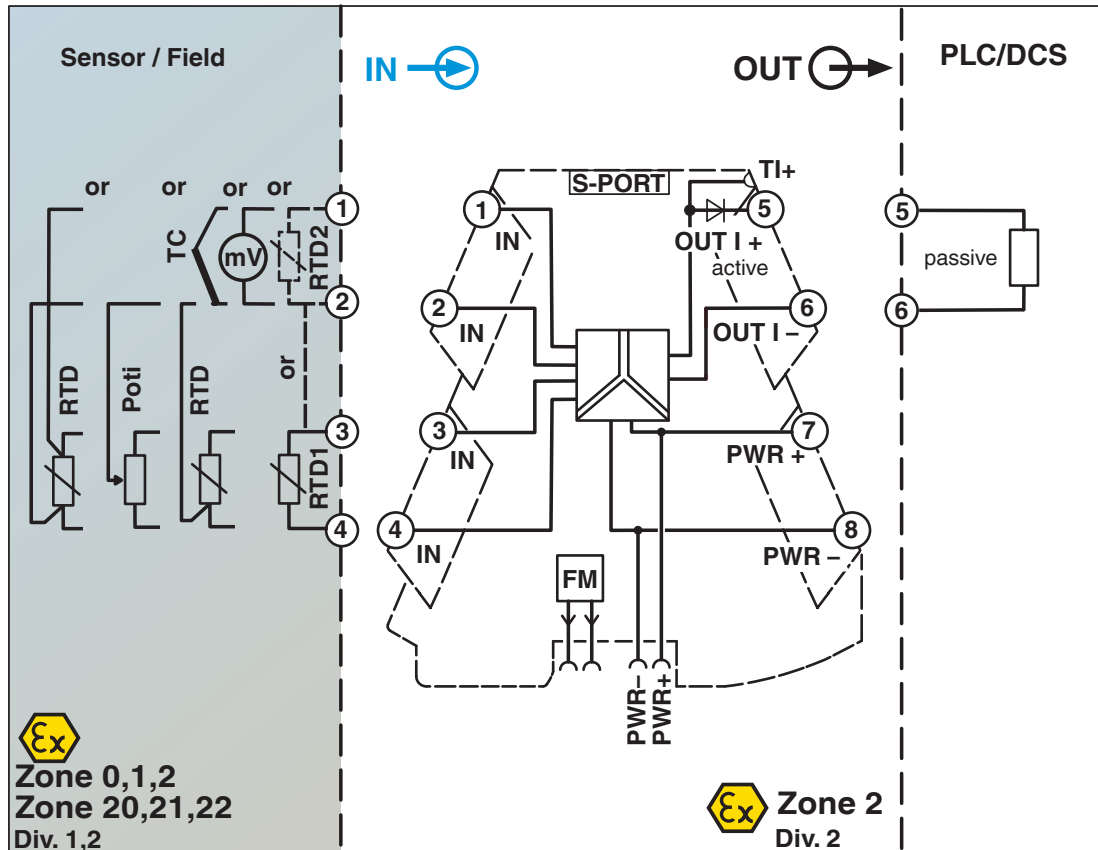 Sensor / Field
IN
OUT
PLC/DCS
or
or
or
or
TC
mV
RTD2
1
2
or
RTD
Poti
RTD
RTD1
3
4
S-PORT
TI+
1
IN
2
IN
3
IN
4
IN
5
OUT I +
active
6
OUT I –
7
PWR +
8
PWR –
FM
PWR–
PWR+
5
passive
6
Ex
Zone 0,1,2
Zone 20,21,22
Div. 1,2
Ex
Zone 2
Div. 2